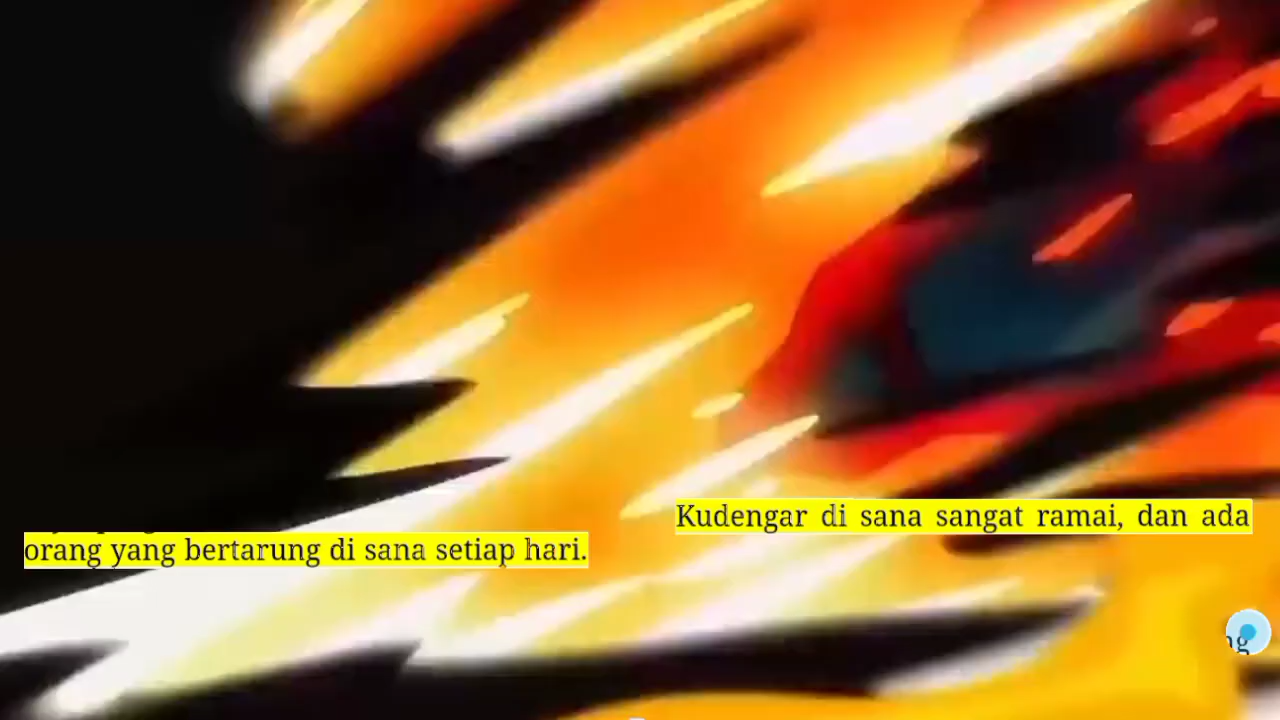 Kudengar di sana sangat ramai, dan ada
orang yang bertarung di sana setiap hari.